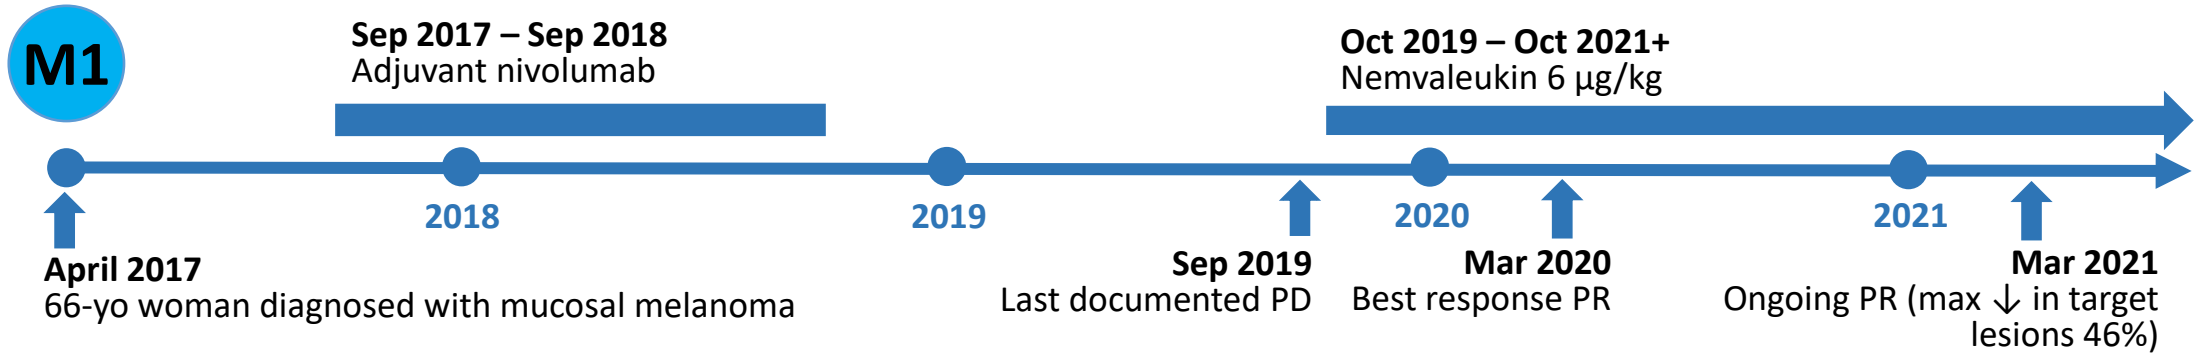 M1
Sep 2017 – Sep 2018
Adjuvant nivolumab
Oct 2019 – Oct 2021+
Nemvaleukin 6 µg/kg
2018
2019
2020
2021
April 2017
66-yo woman diagnosed with mucosal melanoma
Sep 2019
Last documented PD
Mar 2020
Best response PR
Mar 2021
Ongoing PR (max ↓ in target
lesions 46%)